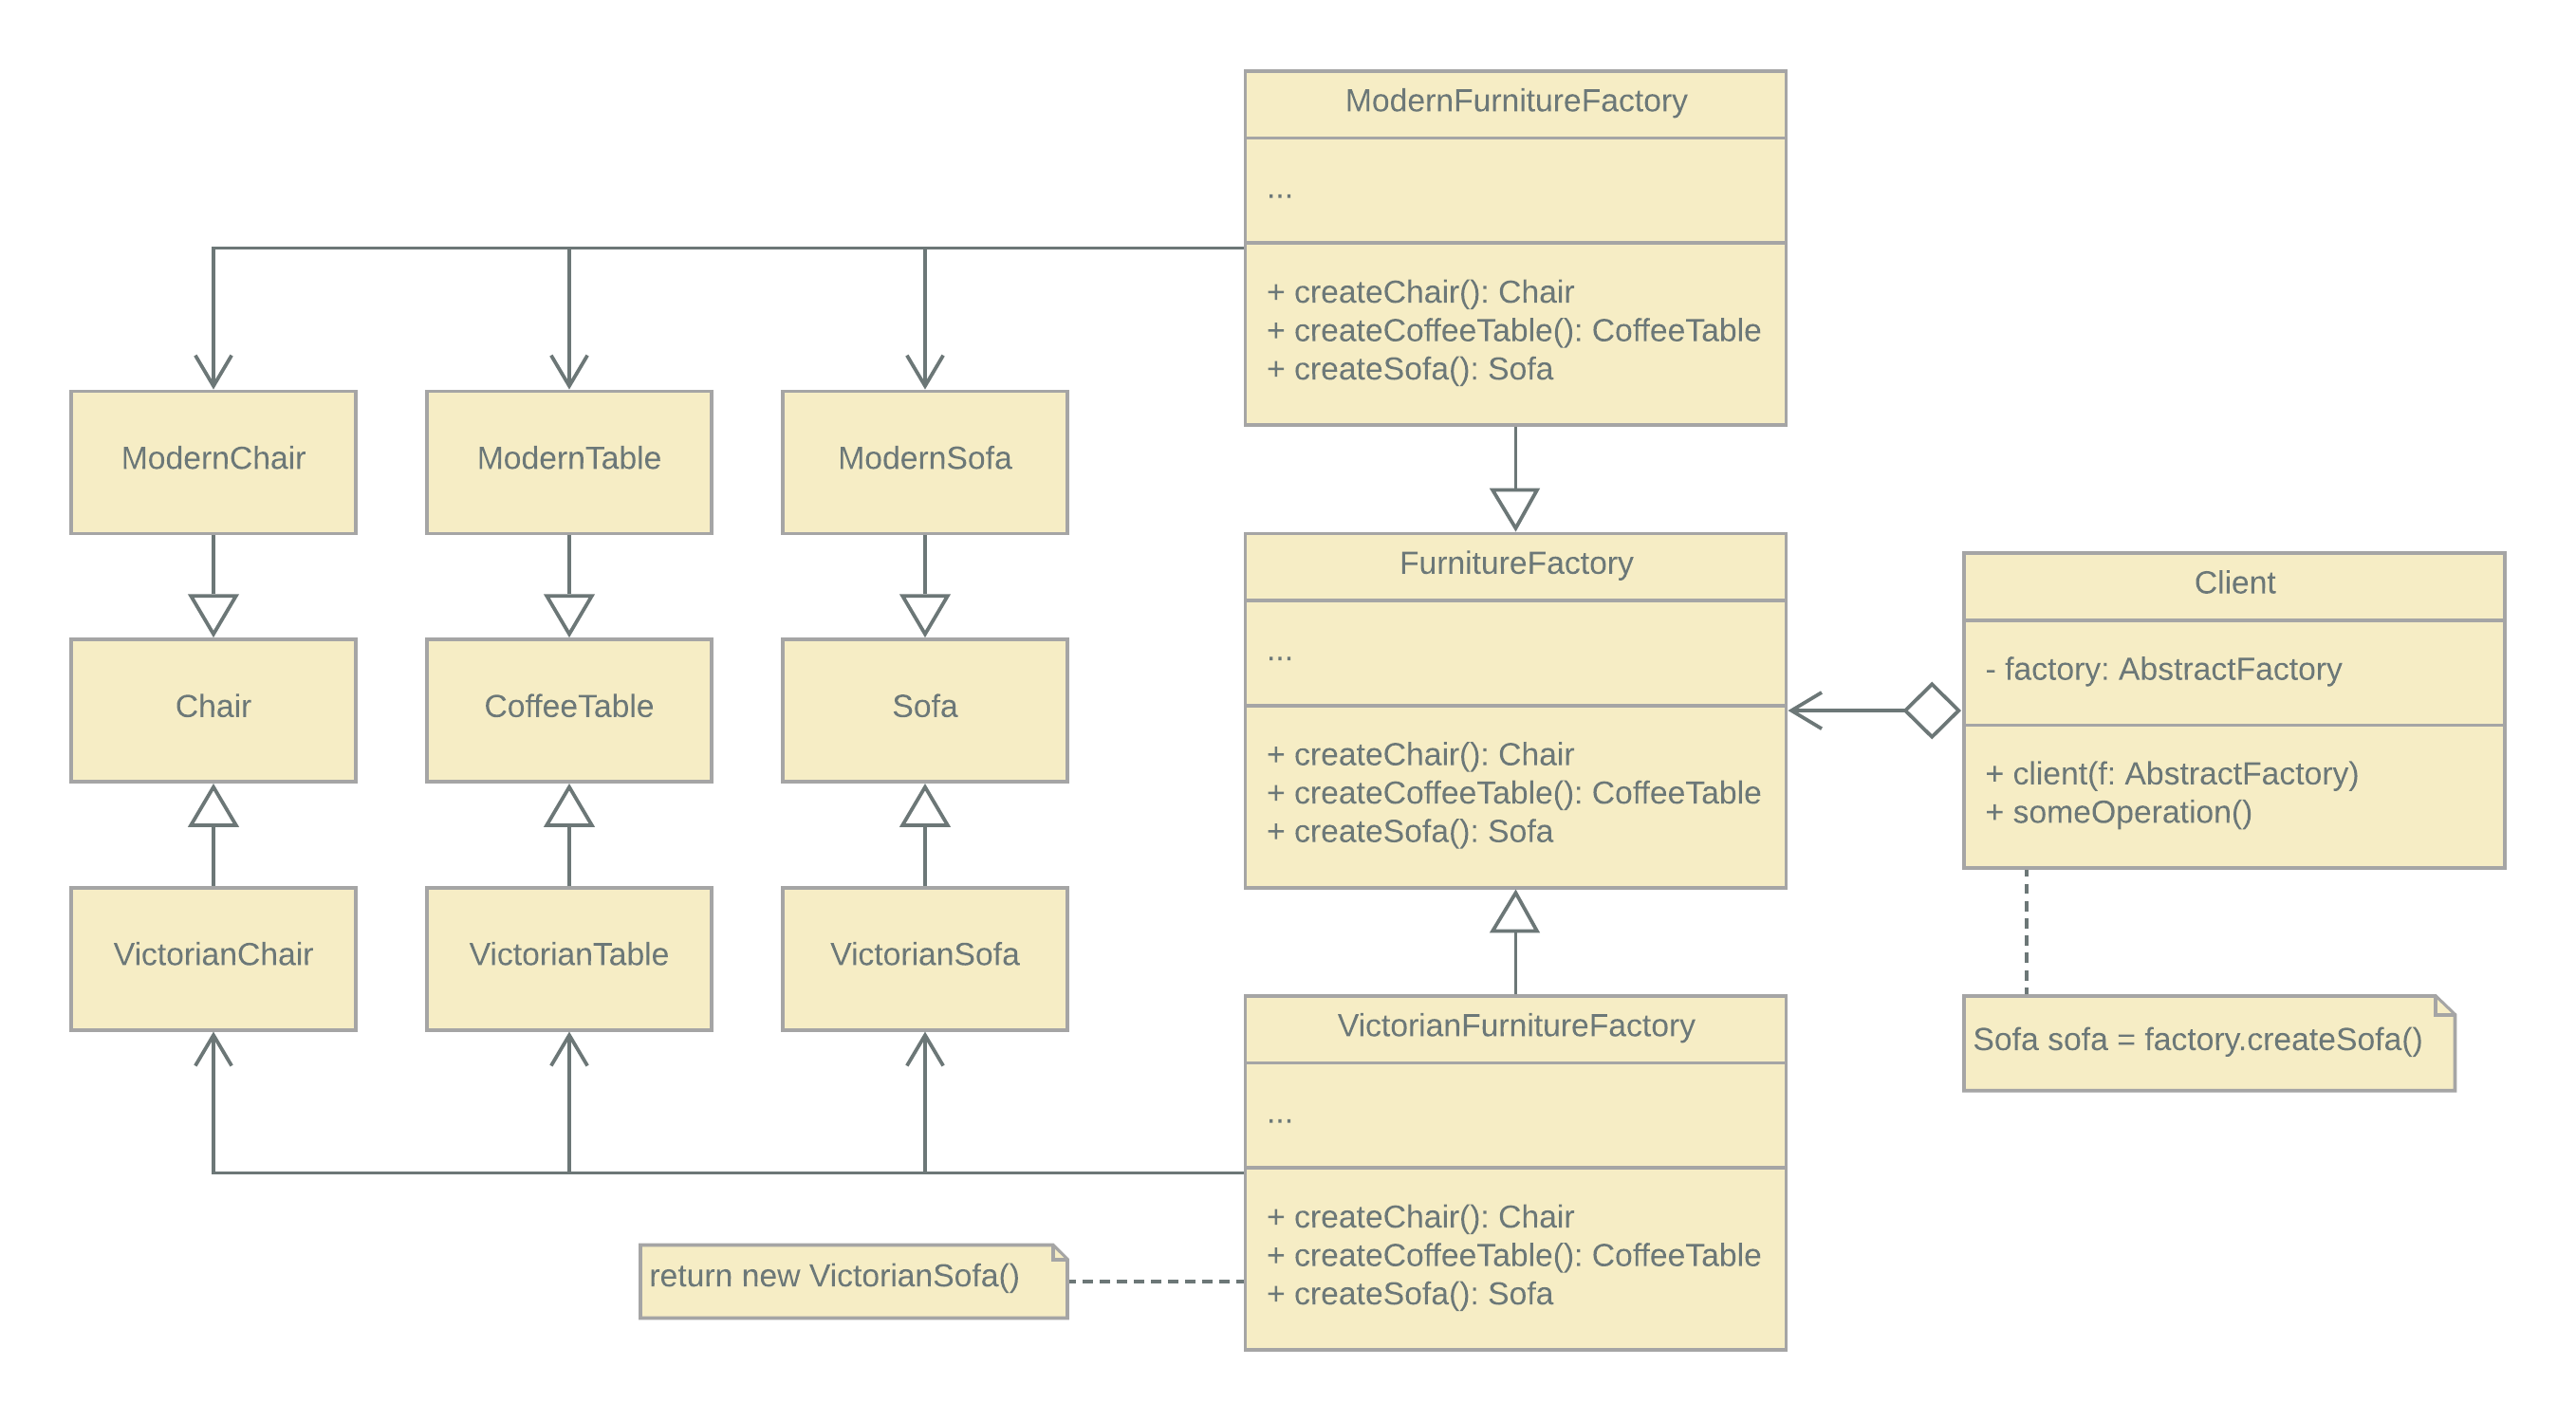 ModernFurnitureFactory
...
+ createChair(): Chair
+ createCoffeeTable(): CoffeeTable
+ createSofa(): Sofa
ModernChair
ModernTable
ModernSofa
FurnitureFactory
...
+ createChair(): Chair
+ createCoffeeTable(): CoffeeTable
+ createSofa(): Sofa
Client
- factory: AbstractFactory
+ client(f: AbstractFactory)
+ someOperation()
Chair
CoffeeTable
Sofa
VictorianChair
VictorianTable
VictorianSofa
VictorianFurnitureFactory
...
+ createChair(): Chair
+ createCoffeeTable(): CoffeeTable
+ createSofa(): Sofa
Sofa sofa = factory.createSofa()
return new VictorianSofa()